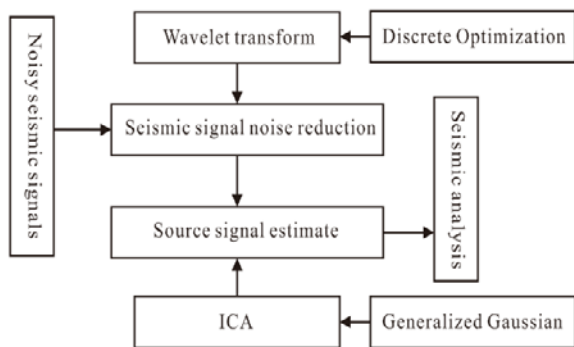 Wavelet transform
Discrete Optimization
Noisy seismic signals
Seismic signal noise reduction
Seismic analysis
Source signal estimate
ICA
Generalized Gaussian